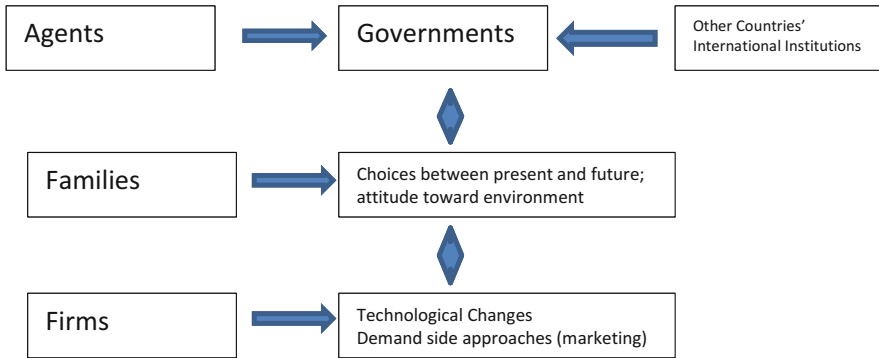 Agents
Governments
Other Countries'
International Institutions
Families
Choices between present and future;
attitude toward environment
Firms
Technological Changes
Demand side approaches (marketing)